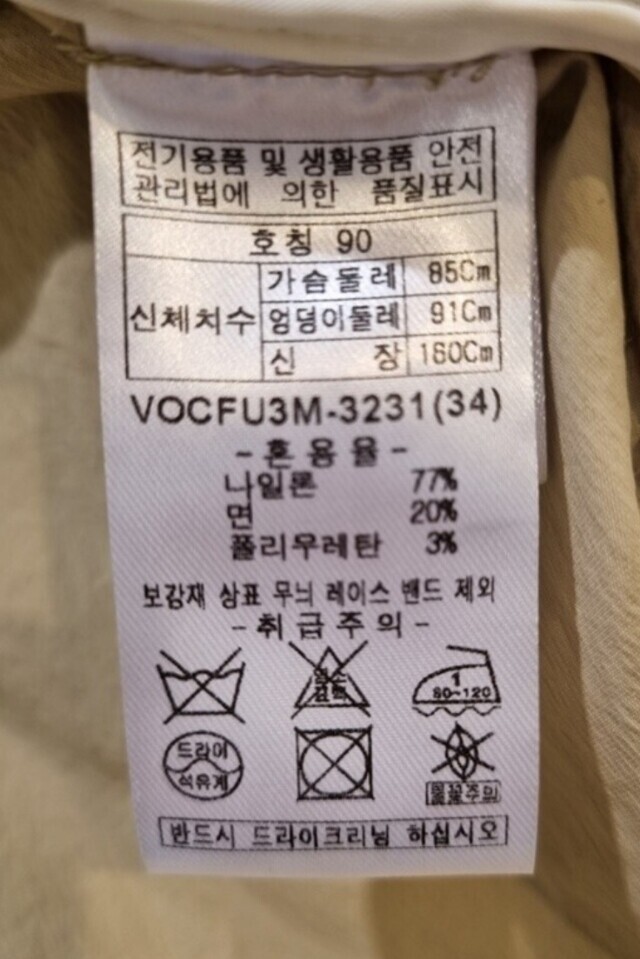 전기용품 및 생활용품 안전
관리법에 의한 품질표시
호칭 90
신체치수
가슴둘레 85Cm
엉덩이둘레 91Cm
신 장 160Cm
VOCFU3M-3231(34)
-혼용율-
나일론 77%
면 20%
폴리우레탄 3%
보강재 상표 무늬 레이스 밴드 제외
-취급주의-
염소
표백
1
80~120
드라이
석유계
불꽃주의
반드시 드라이크리닝 하십시오